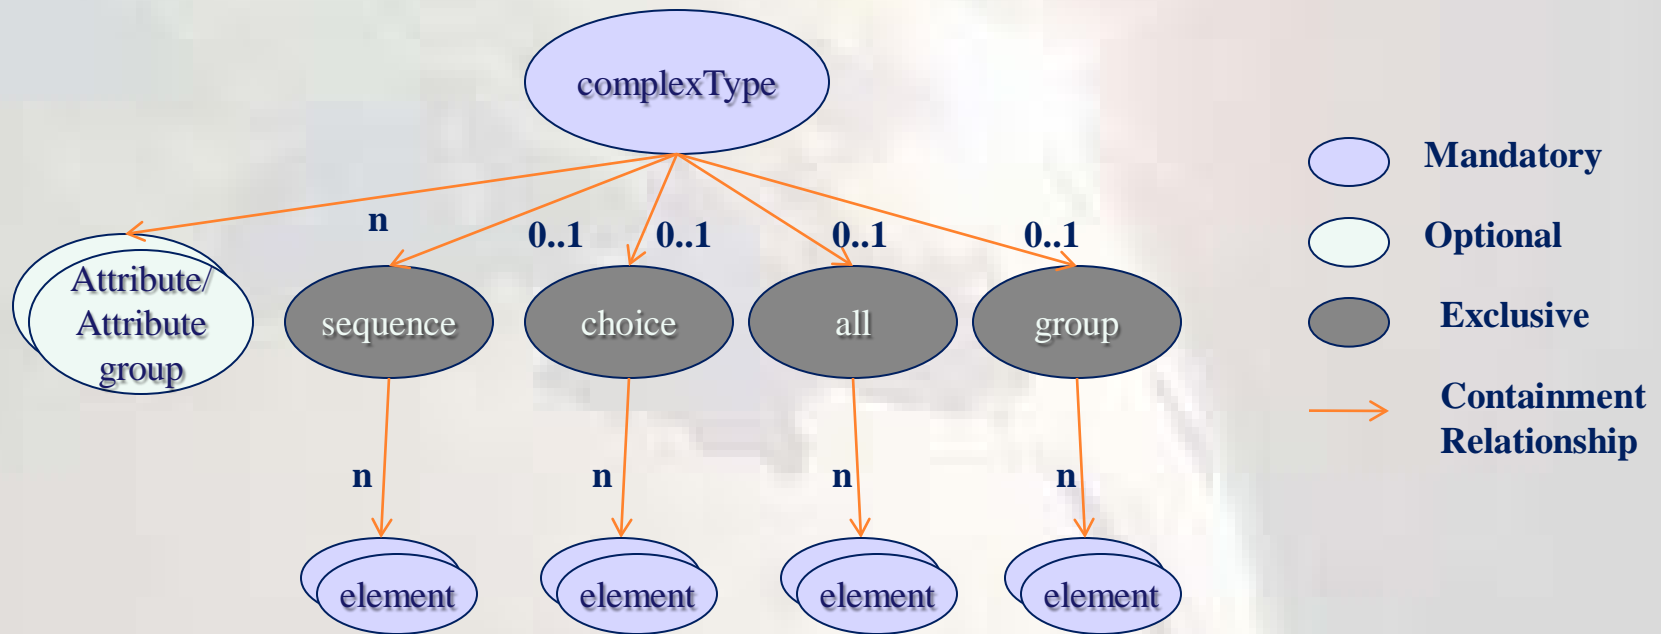 complexType
n
0..1
0..1
0..1
0..1
Attribute/
Attribute
group
sequence
choice
all
group
n
n
n
n
element
element
element
element
Mandatory
Optional
Exclusive
Containment
Relationship